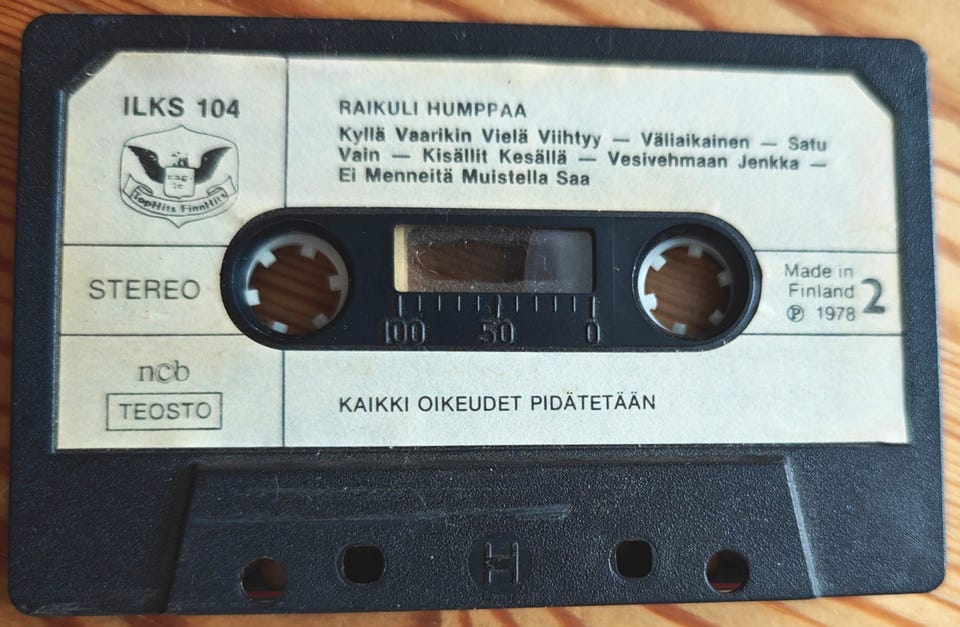 ILKS 104
TopHits FinnHits
STEREO
ncb
TEOSTO
RAIKULI HUMPPAA
Kyllä Vaarikin Vielä Viihtyy — Väliaikainen — Satu
Vain — Kisällit Kesällä — Vesivehmaan Jenkka —
Ei Menneitä Muistella Saa
100 50 0
Made in
Finland
℗ 1978
2
KAIKKI OIKEUDET PIDÄTETÄÄN